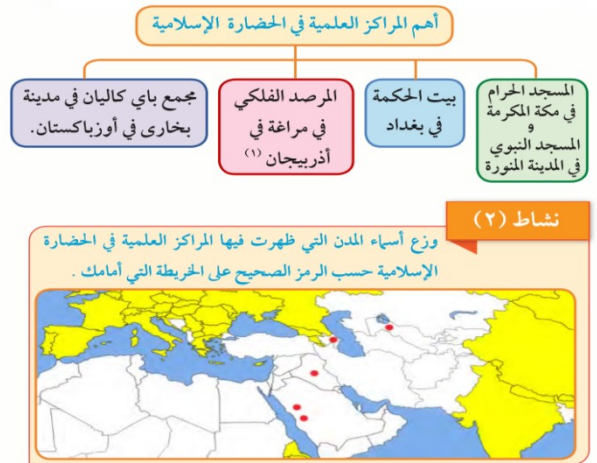 أهم المراكز العلمية في الحضارة الإسلامية
المسجد الحرام
في مكة المكرمة
و
المسجد النبوي
في المدينة المنورة
بيت الحكمة
في بغداد
المرصد الفلكي
في مراغة في
أذربيجان (١)
مجمع باي كاليان في مدينة
بخارى في أوزباكستان.
نشاط (٢)
وزع أسماء المدن التي ظهرت فيها المراكز العلمية في الحضارة
الإسلامية حسب الرمز الصحيح على الخريطة التي أمامك .